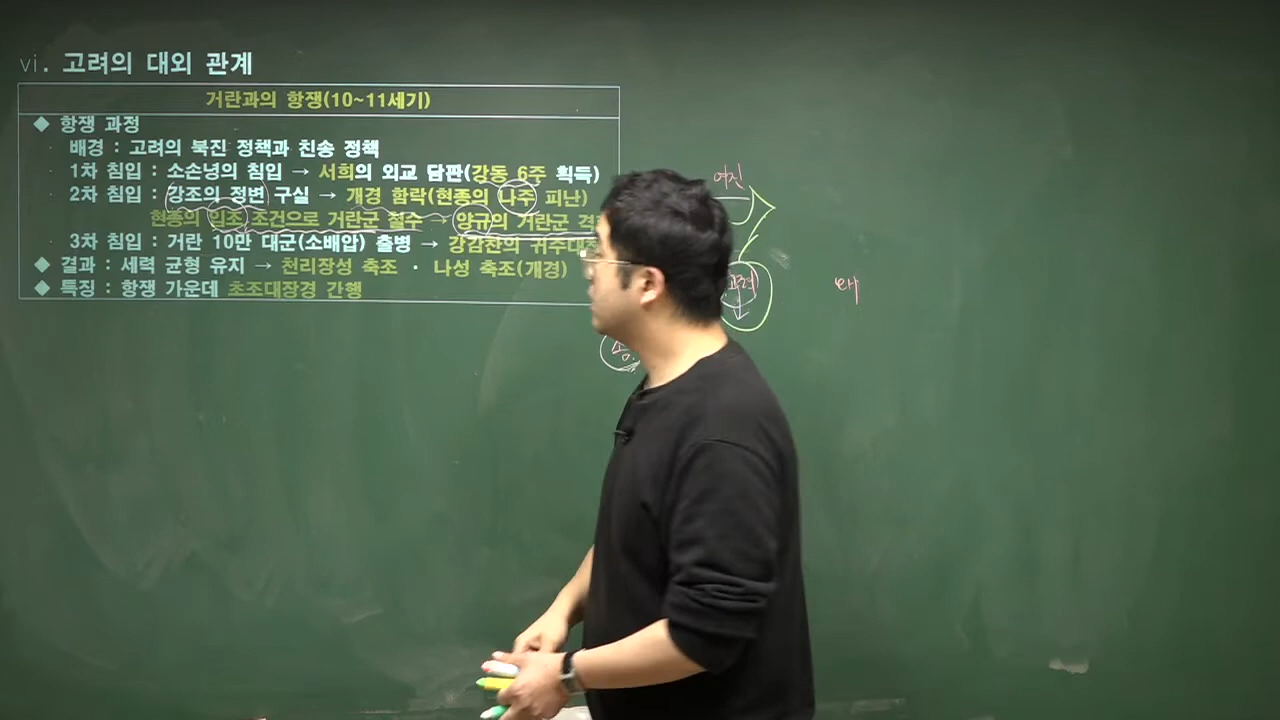 vi. 고려의 대외 관계
거란과의 항쟁(10~11세기)
◆ 항쟁 과정
· 배경 : 고려의 북진 정책과 친송 정책
· 1차 침입 : 소손녕의 침입 → 서희의 외교 담판(강동 6주 획득)
· 2차 침입 : 강조의 정변 구실 → 개경 함락(현종의 나주 피난)
현종의 입조 조건으로 거란군 철수 → 양규의 거란군 격
· 3차 침입 : 거란 10만 대군(소배압) 출병 → 강감찬의 귀주대첩
◆ 결과 : 세력 균형 유지 → 천리장성 축조 · 나성 축조(개경)
◆ 특징 : 항쟁 가운데 초조대장경 간행
여진
고려
왜
송